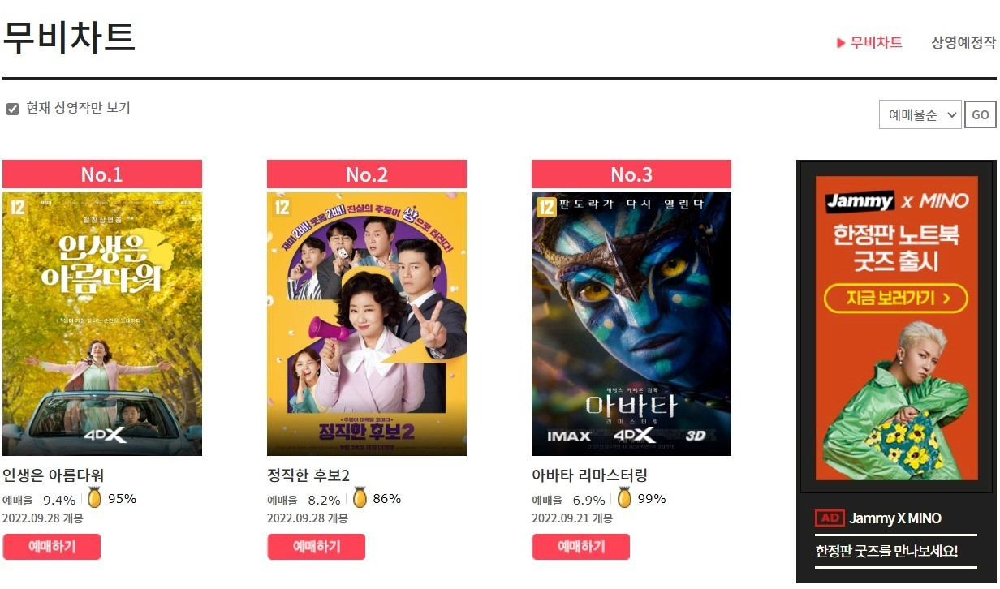 무비차트
무비차트
상영예정작
현재 상영작만 보기
예매율순
GO
No.1
12
절찬상영중
인생은
아름다워
4DX
인생은 아름다워
예매율 9.4% 95%
2022.09.28 개봉
예매하기
No.2
12
재미 2배! 웃음 2배! 진실의 주둥이 쌍으로 터진다!
정직한 후보2
정직한 후보2
예매율 8.2% 86%
2022.09.28 개봉
예매하기
No.3
12
판도라가 다시 열린다
제임스 카메론 감독
아바타
리마스터링
IMAX 4DX 3D
아바타 리마스터링
예매율 6.9% 99%
2022.09.21 개봉
예매하기
Jammy x MINO
한정판 노트북
굿즈 출시
지금 보러가기 >
AD Jammy X MINO
한정판 굿즈를 만나보세요!